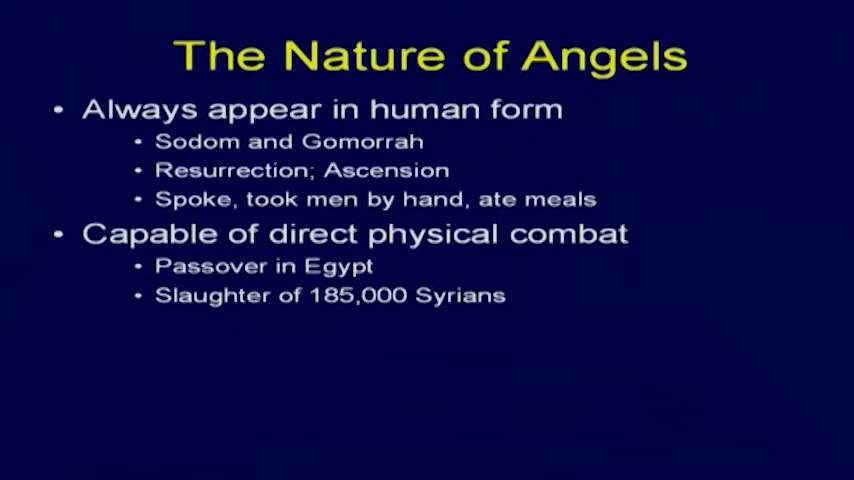 The Nature of Angels
• Always appear in human form
• Sodom and Gomorrah
• Resurrection; Ascension
• Spoke, took men by hand, ate meals
• Capable of direct physical combat
• Passover in Egypt
• Slaughter of 185,000 Syrians